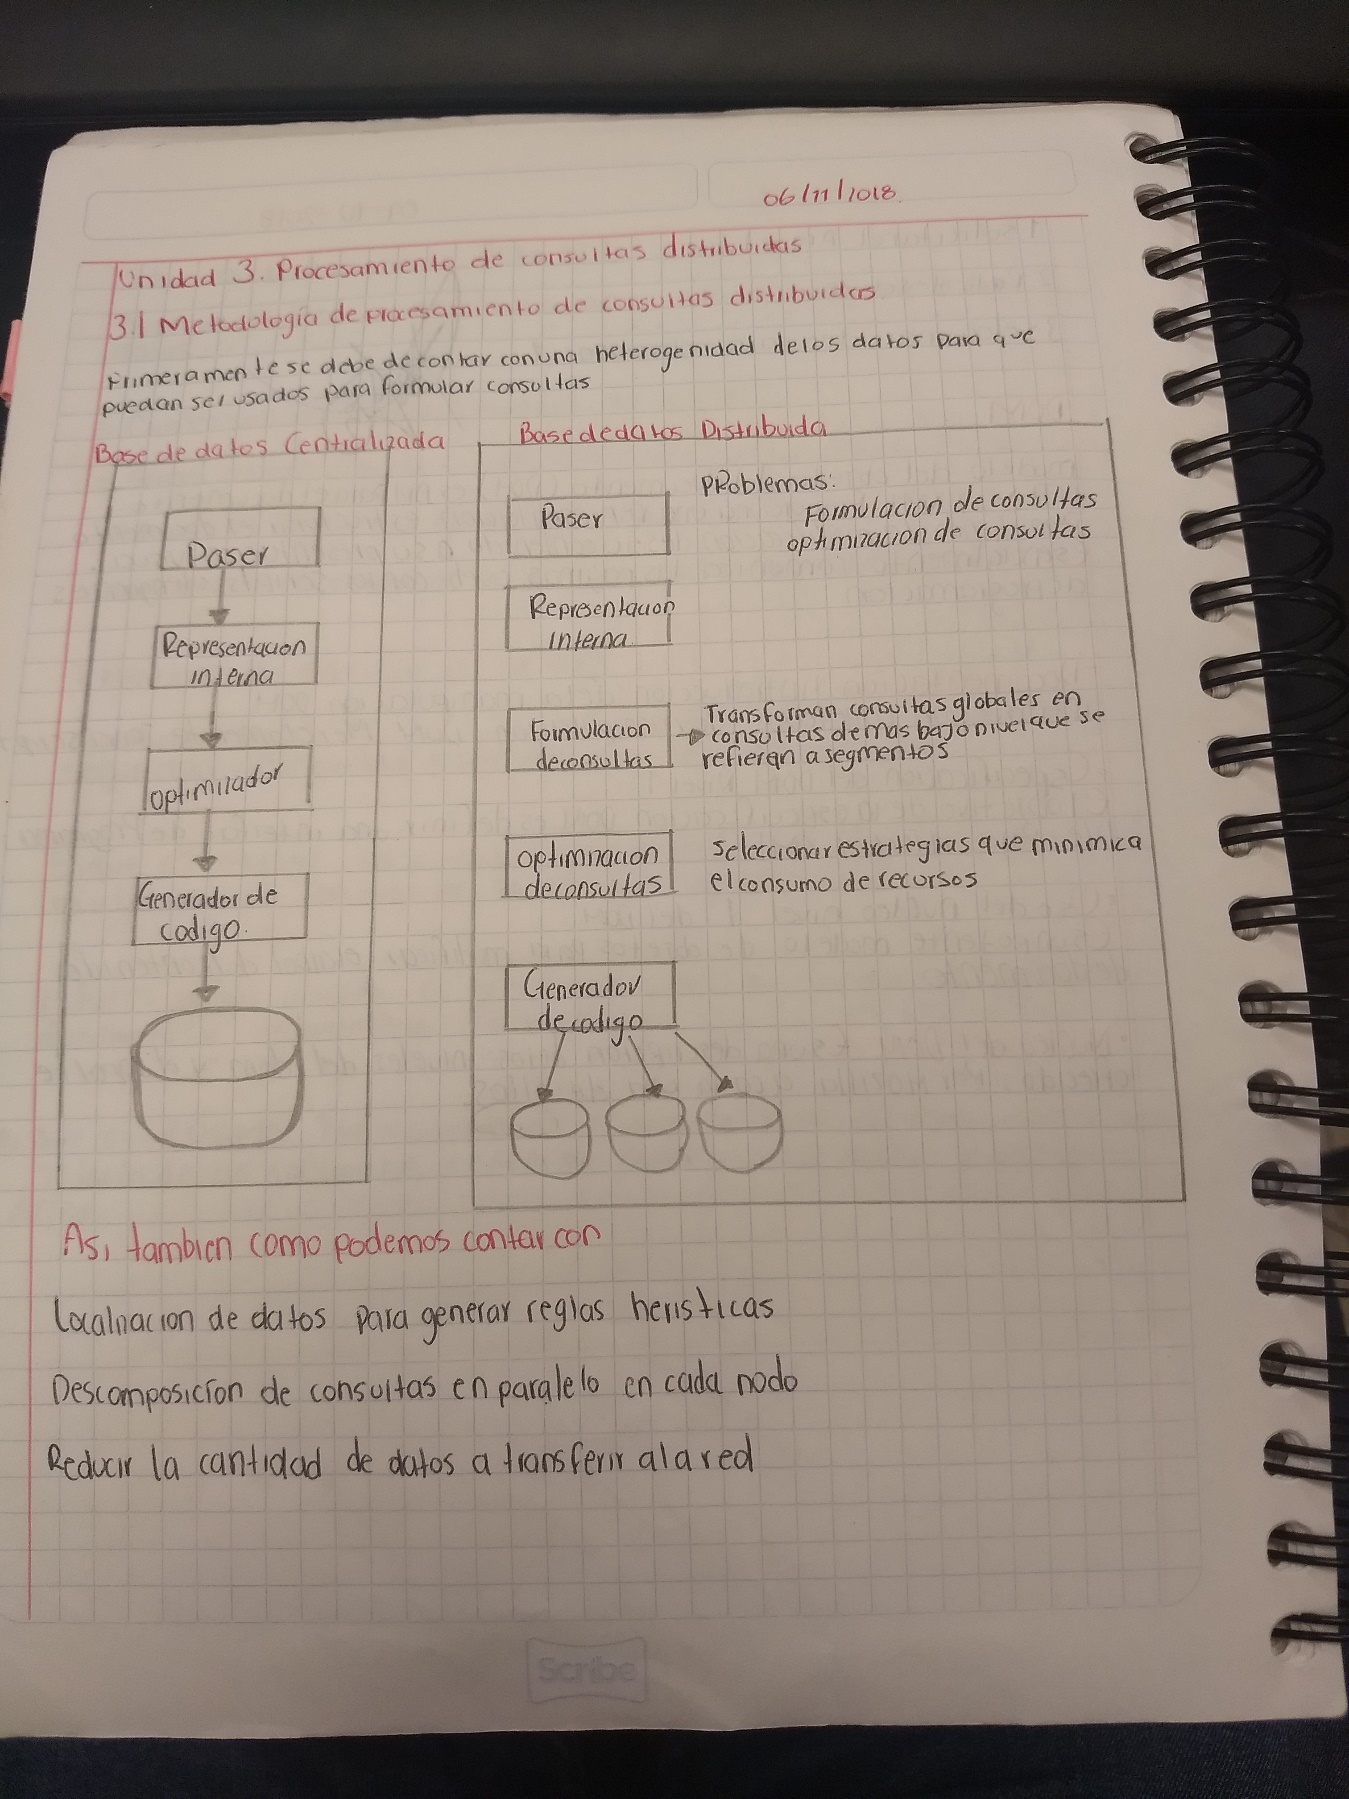 06/11/2018.
Unidad 3. Procesamiento de consultas distribuidas
3.1 Metodología de procesamiento de consultas distribuidas
Primeramente se debe de contar con una heterogenidad de los datos para que
puedan ser usados para formular consultas
Base de datos Centralizada
Paser
Representacion
interna
optimizador
Generador de
codigo.
Base de datos Distribuida
Paser
PRoblemas:
Formulacion de consultas
optimizacion de consultas
Representacion
interna
Formulacion
de consultas
Transforman consultas globales en
consultas de mas bajo nivel que se
refieran a segmentos
optimizacion
de consultas
seleccionar estrategias que minimica
el consumo de recursos
Generador
de codigo
Asi tambien como podemos contar con
Localizacion de datos para generar reglas heristicas
Descomposicion de consultas en paralelo en cada nodo
Reducir la cantidad de datos a transferir a la red
Scribe